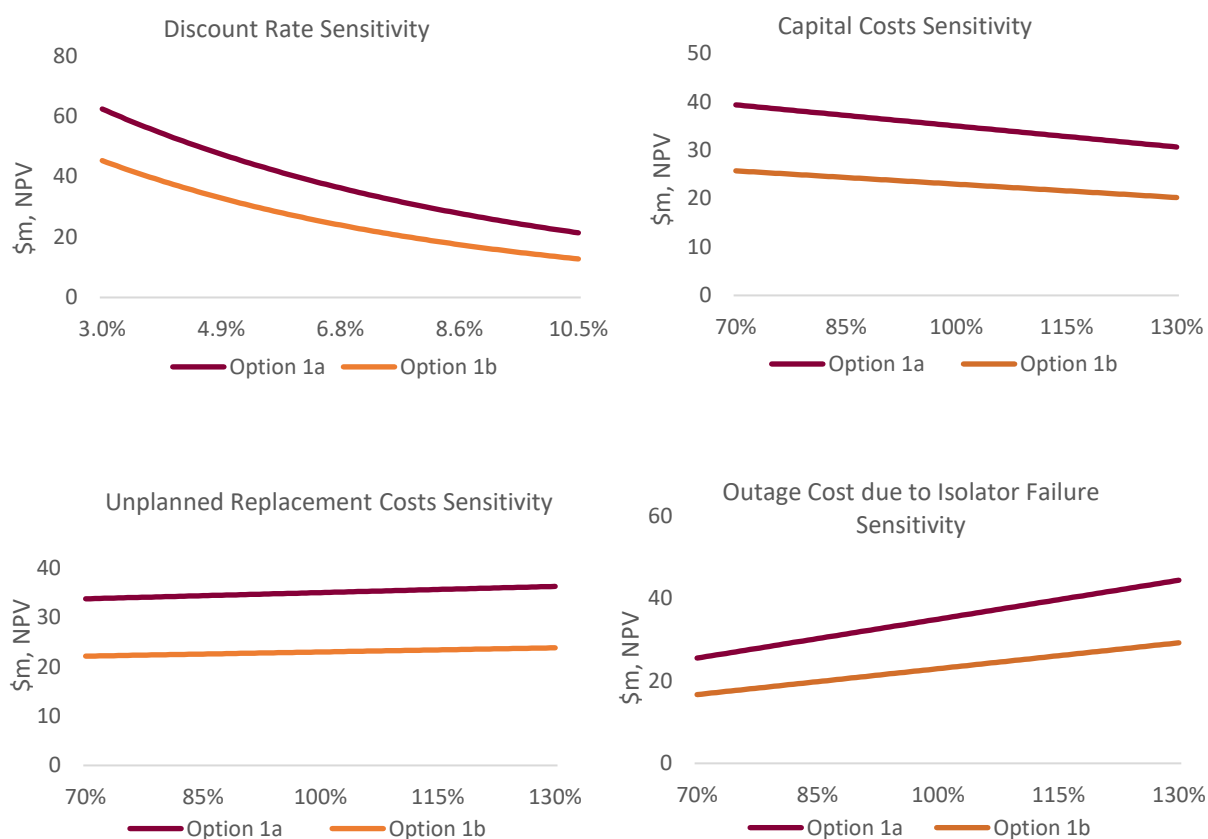 Discount Rate Sensitivity
80
60
40
20
0
$m, NPV
3.0% 4.9% 6.8% 8.6% 10.5%
Option 1a Option 1b
Capital Costs Sensitivity
50
40
30
20
10
0
$m, NPV
70% 85% 100% 115% 130%
Option 1a Option 1b
Unplanned Replacement Costs Sensitivity
40
30
20
10
0
$m, NPV
70% 85% 100% 115% 130%
Option 1a Option 1b
Outage Cost due to Isolator Failure
Sensitivity
60
40
20
0
$m, NPV
70% 85% 100% 115% 130%
Option 1a Option 1b